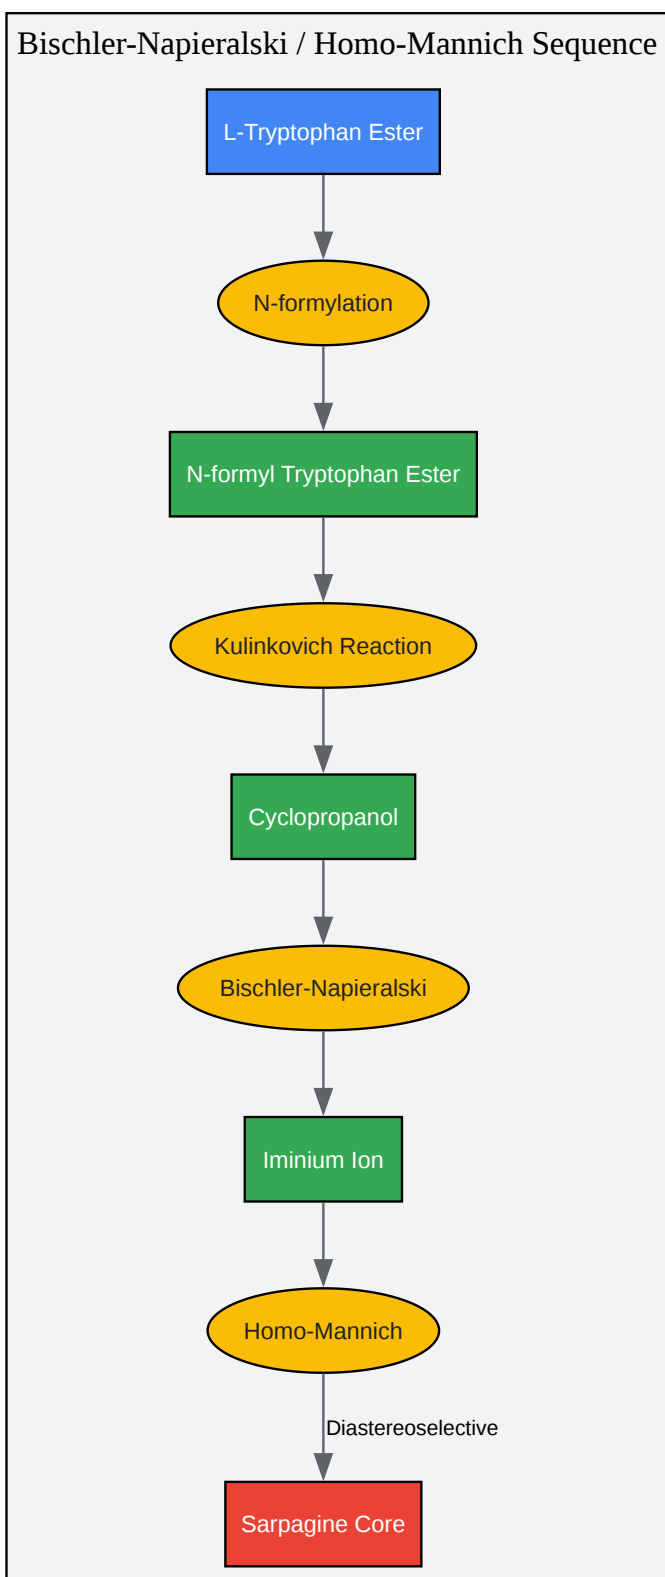 Bischler-Napieralski / Homo-Mannich Sequence
L-Tryptophan Ester
N-formylation
N-formyl Tryptophan Ester
Kulinkovich Reaction
Cyclopropanol
Bischler-Napieralski
Iminium Ion
Homo-Mannich
Diastereoselective
Sarpagine Core